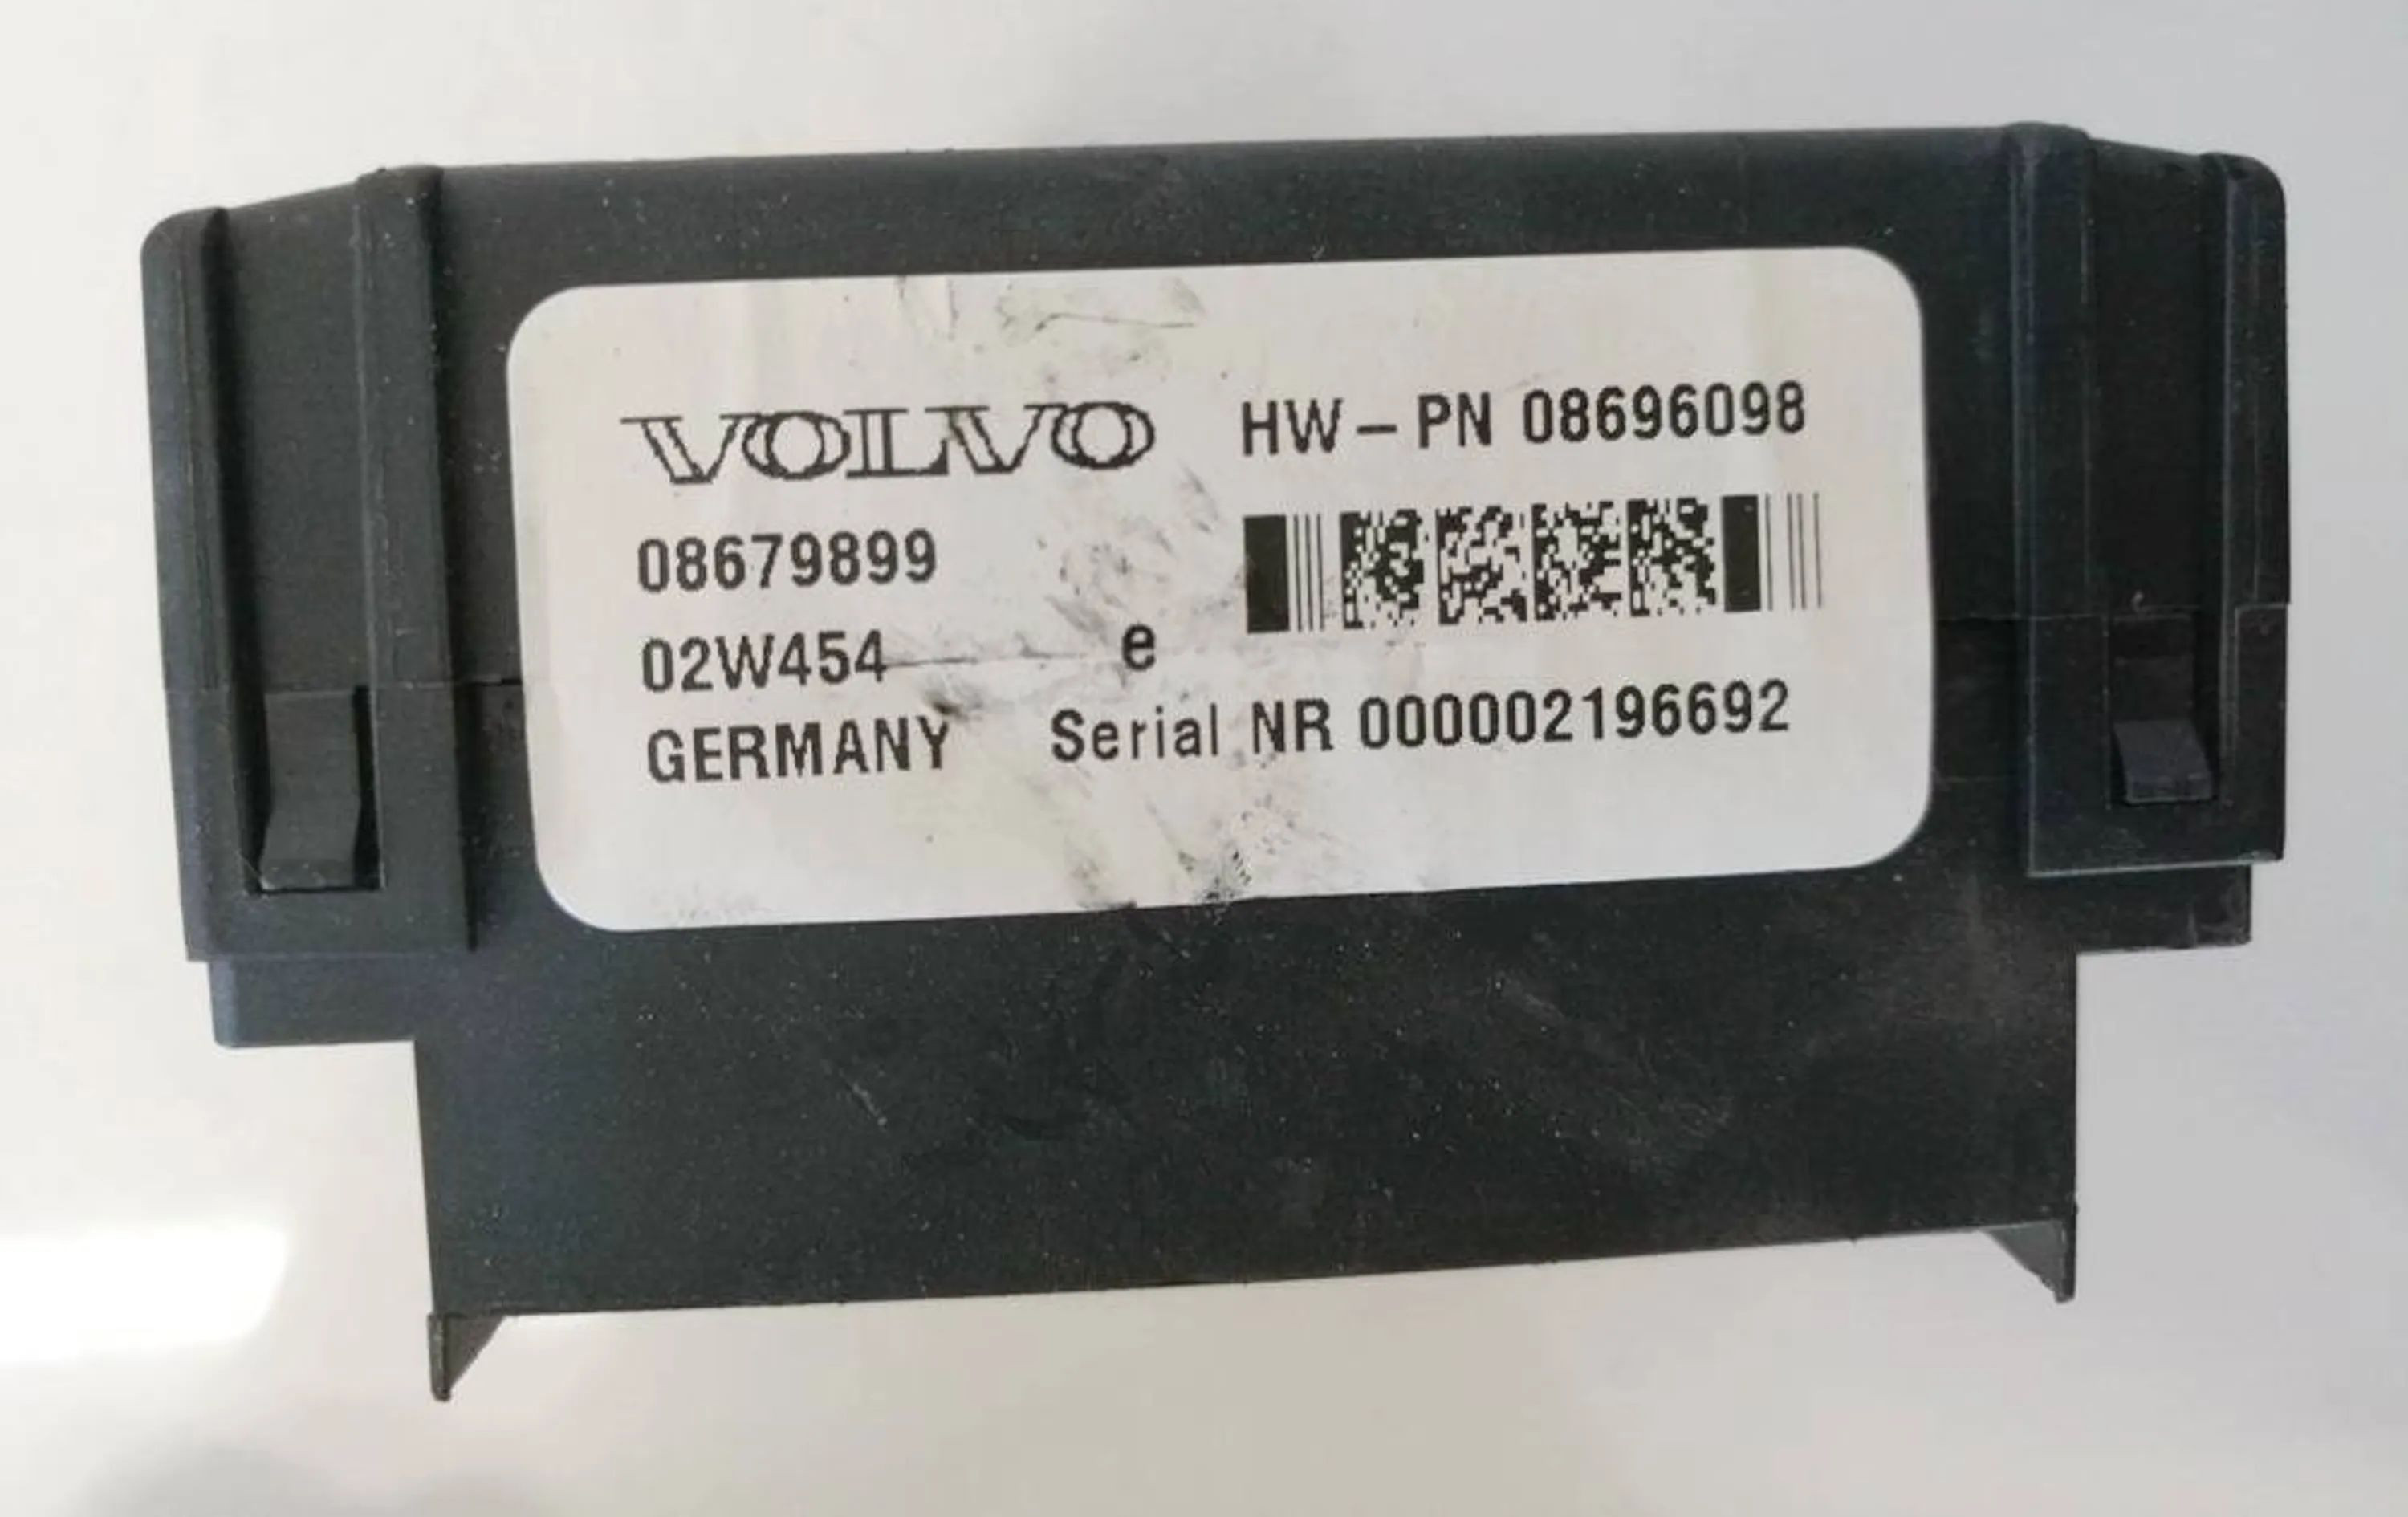 VOLVO HW-PN 08696098
08679899
02W454 e
GERMANY Serial NR 000002196692